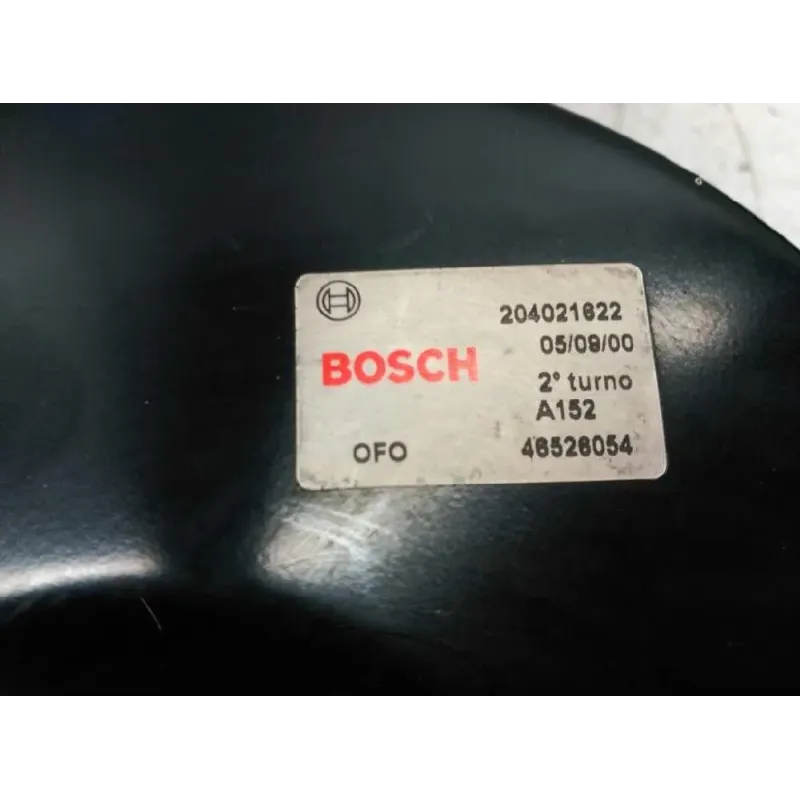 204021622
05/09/00
BOSCH
2° turno
A152
OFO 46526054